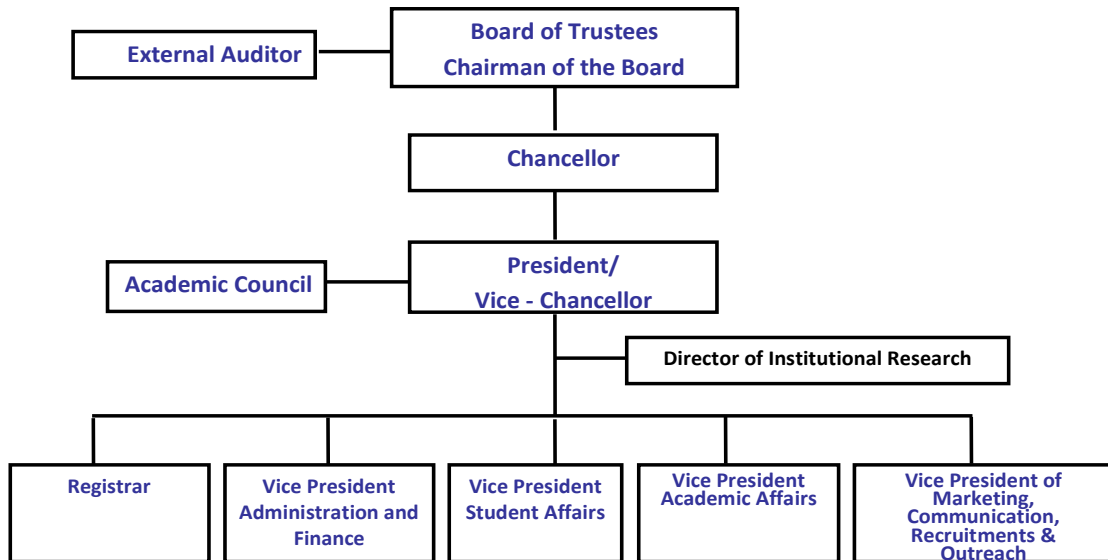 Board of Trustees
Chairman of the Board
External Auditor
Chancellor
President/
Vice - Chancellor
Academic Council
Director of Institutional Research
Registrar
Vice President
Administration and
Finance
Vice President
Student Affairs
Vice President
Academic Affairs
Vice President of
Marketing,
Communication,
Recruitments &
Outreach